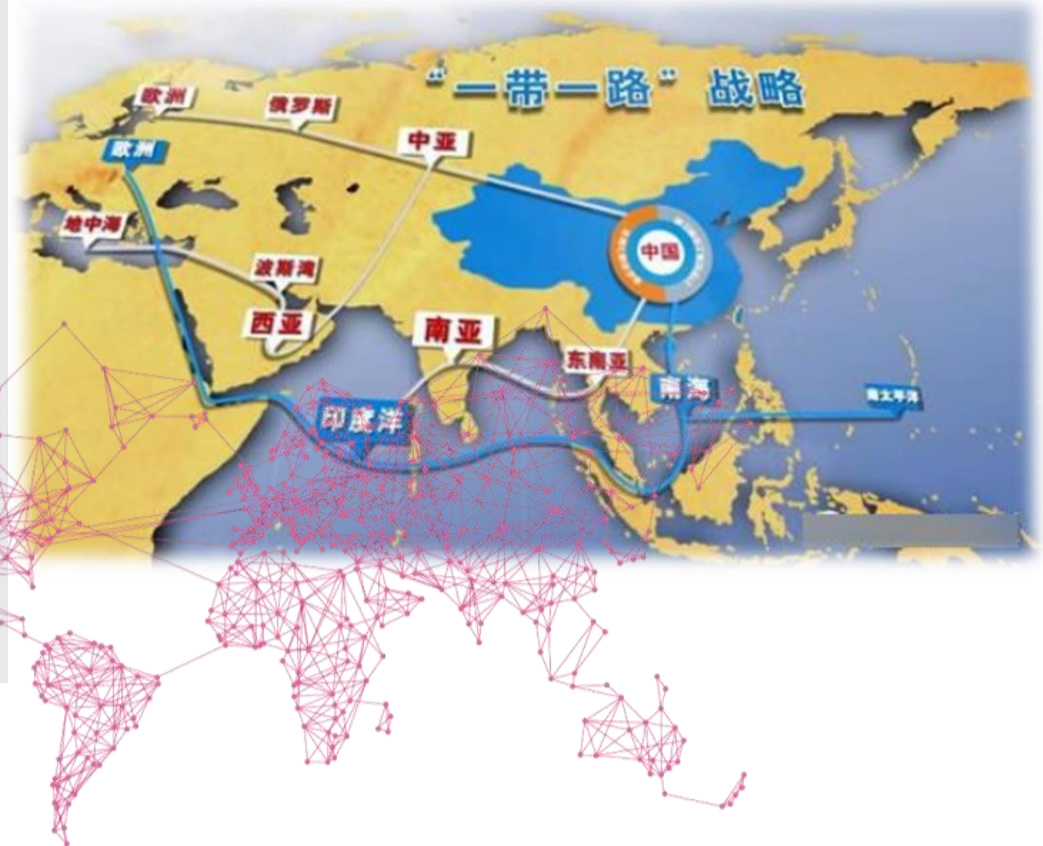 “一带一路”战略
欧洲
俄罗斯
中亚
欧洲
地中海
中国
波斯湾
西亚
南亚
东南亚
南海
南太平洋
印度洋